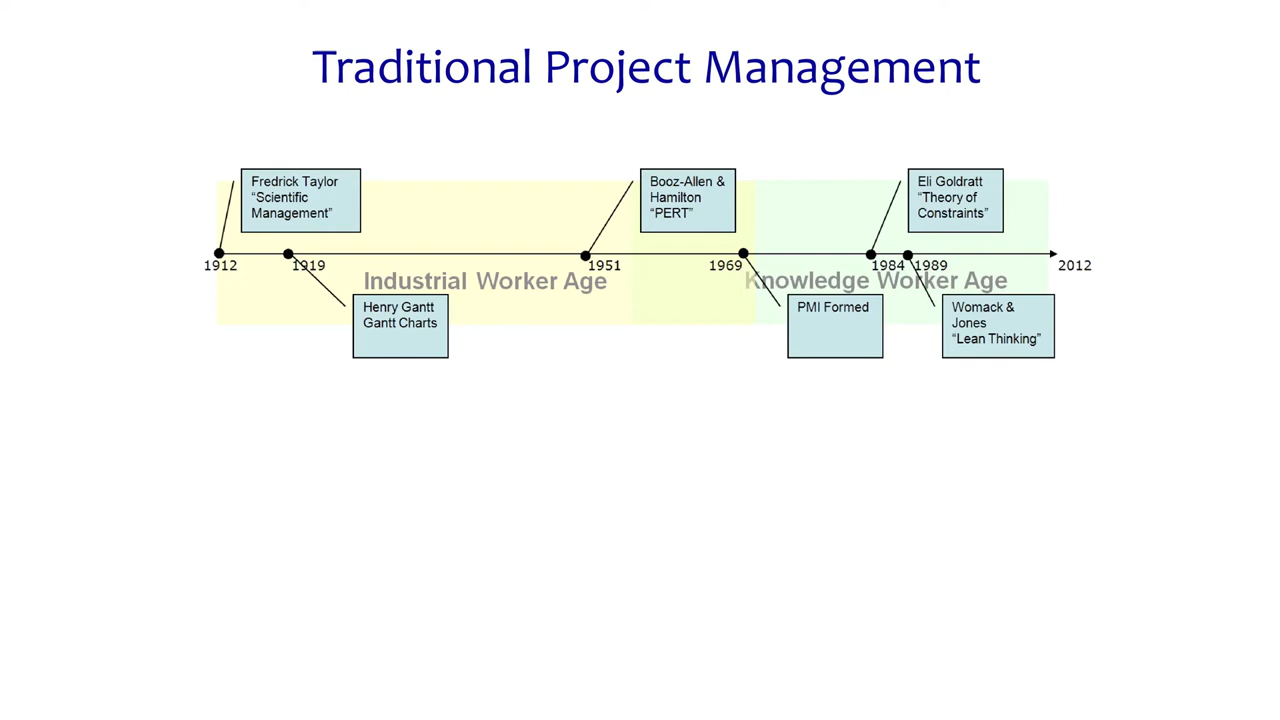 Traditional Project Management
Fredrick Taylor
“Scientific
Management”
Booz-Allen &
Hamilton
“PERT”
Eli Goldratt
“Theory of
Constraints”
1912
1919
1951
1969
1984
1989
2012
Industrial Worker Age
Knowledge Worker Age
Henry Gantt
Gantt Charts
PMI Formed
Womack &
Jones
“Lean Thinking”